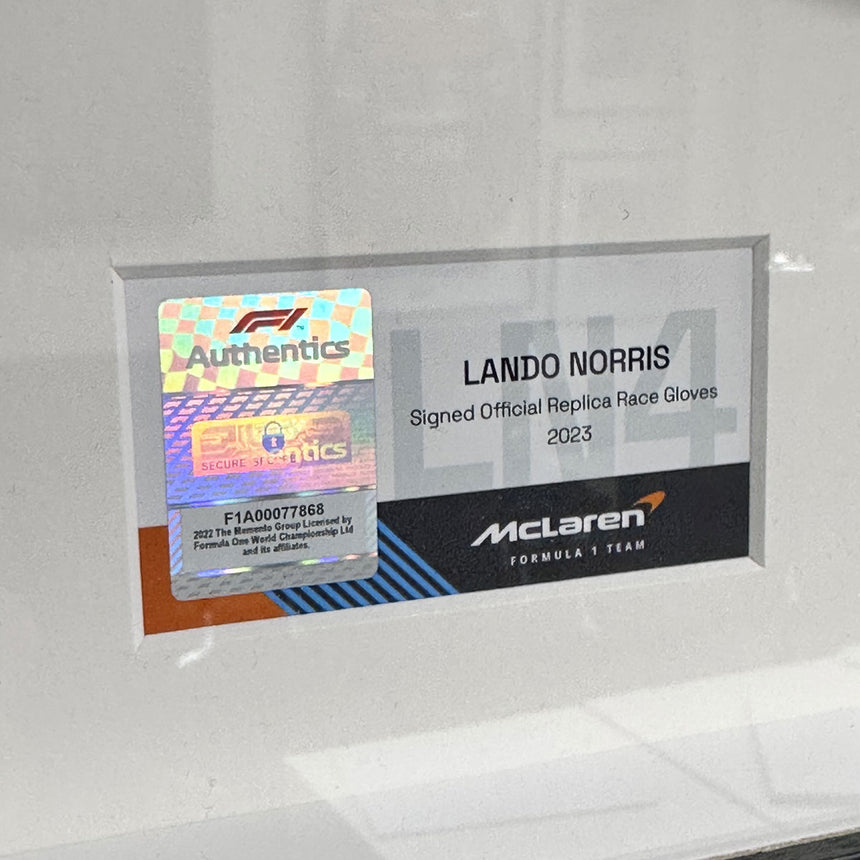 F1
Authentics
SECURE
ntics
F1A00077868
2022 The Memento Group Licensed by
Formula One World Championship Ltd
and its affiliates.
LN4
LANDO NORRIS
Signed Official Replica Race Gloves
2023
McLaren
FORMULA 1 TEAM